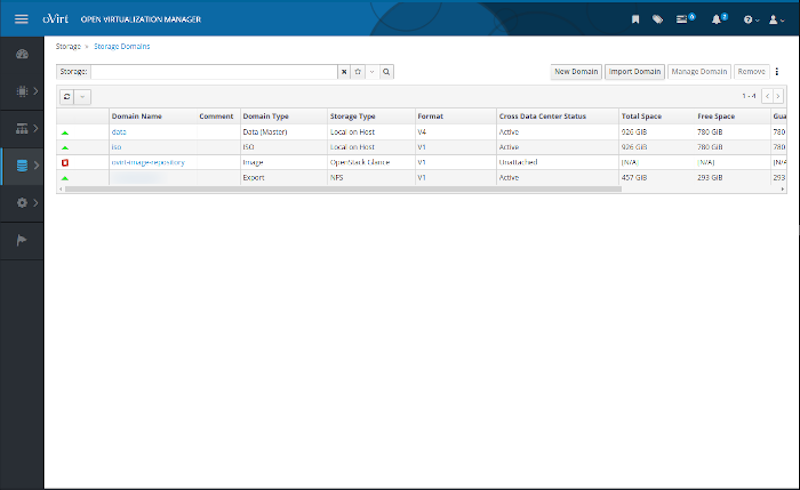 oVirt OPEN VIRTUALIZATION MANAGER 6 2
Storage > Storage Domains
Storage: New Domain Import Domain Manage Domain Remove
1 - 4
Domain Name Comment Domain Type Storage Type Format Cross Data Center Status Total Space Free Space Gua
data Data (Master) Local on Host V4 Active 926 GiB 780 GiB 780
iso ISO Local on Host V1 Active 926 GiB 780 GiB 780
ovirt-image-repository Image OpenStack Glance V1 Unattached [N/A] [N/A] [N/A
Export NFS V1 Active 457 GiB 293 GiB 293